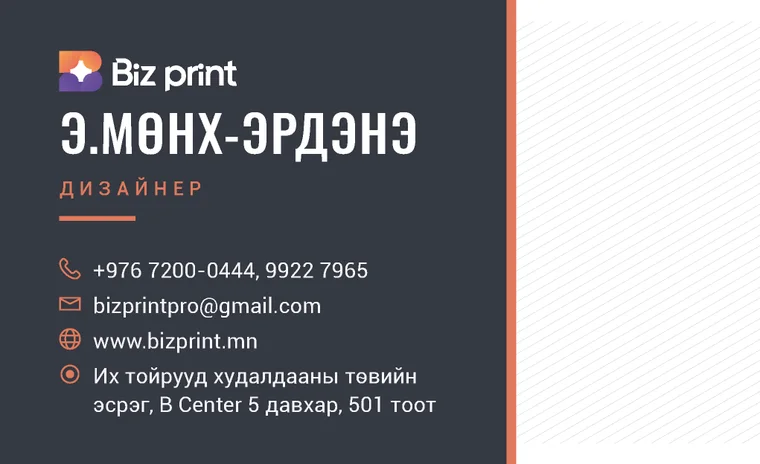 Biz print
Э.МӨНХ-ЭРДЭНЭ
ДИЗАЙНЕР
+976 7200-0444, 9922 7965
bizprintpro@gmail.com
www.bizprint.mn
Их тойрууд худалдааны төвийн
эсрэг, B Center 5 давхар, 501 тоот